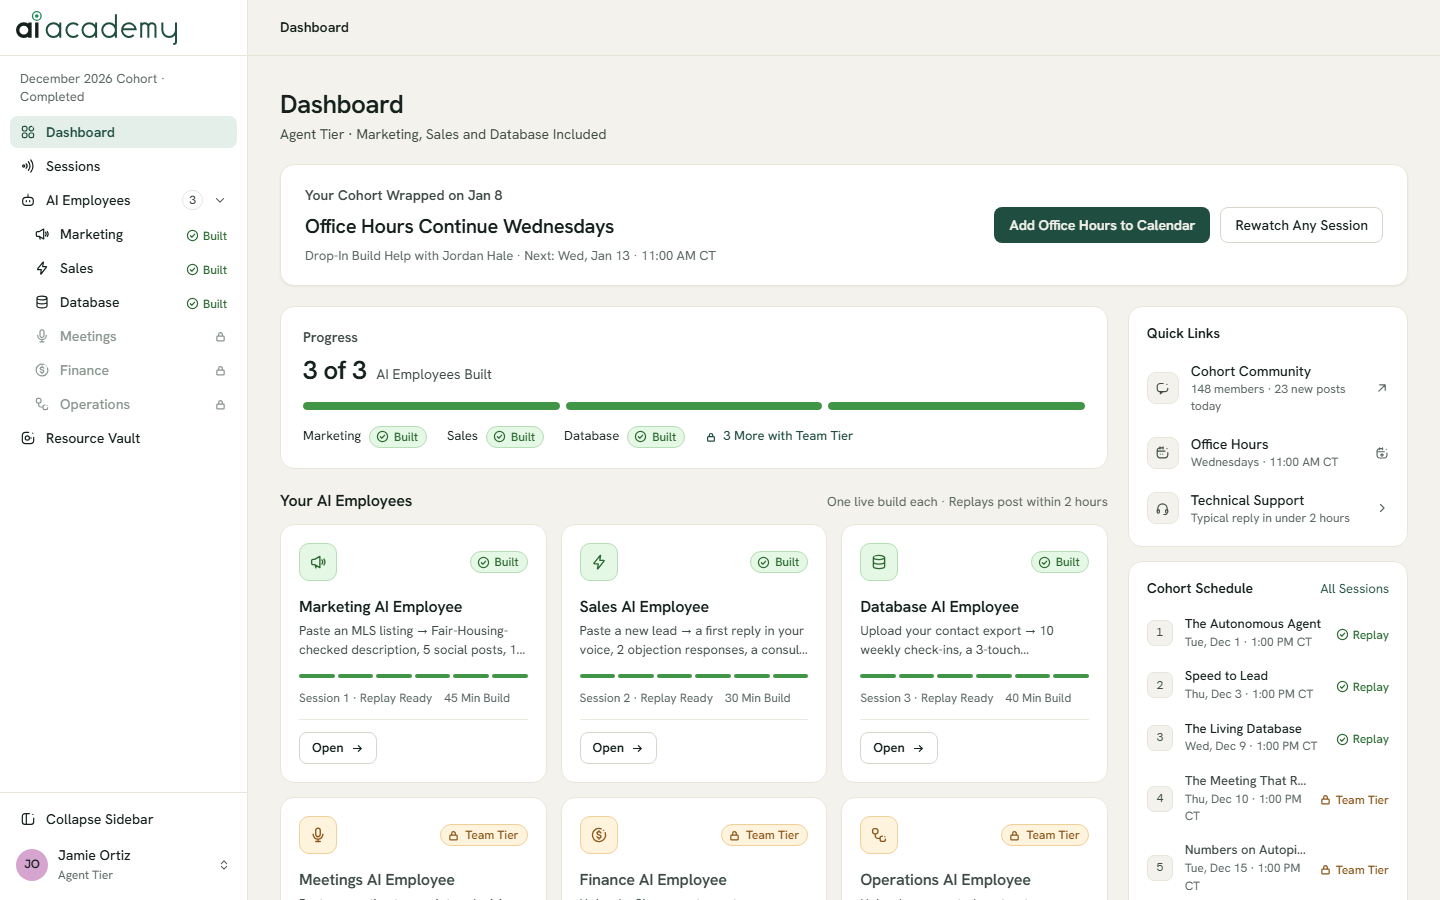 ai academy
December 2026 Cohort ·
Completed
Dashboard
Sessions
AI Employees 3
Marketing Built
Sales Built
Database Built
Meetings
Finance
Operations
Resource Vault
Collapse Sidebar
JO
Jamie Ortiz
Agent Tier
Dashboard
Dashboard
Agent Tier · Marketing, Sales and Database Included
Your Cohort Wrapped on Jan 8
Office Hours Continue Wednesdays
Drop-In Build Help with Jordan Hale · Next: Wed, Jan 13 · 11:00 AM CT
Add Office Hours to Calendar
Rewatch Any Session
Progress
3 of 3 AI Employees Built
Marketing Built Sales Built Database Built 3 More with Team Tier
Your AI Employees
One live build each · Replays post within 2 hours
Built
Marketing AI Employee
Paste an MLS listing → Fair-Housing-
checked description, 5 social posts, 1...
Session 1 · Replay Ready 45 Min Build
Open →
Built
Sales AI Employee
Paste a new lead → a first reply in your
voice, 2 objection responses, a consul...
Session 2 · Replay Ready 30 Min Build
Open →
Built
Database AI Employee
Upload your contact export → 10
weekly check-ins, a 3-touch...
Session 3 · Replay Ready 40 Min Build
Open →
Team Tier
Meetings AI Employee
Team Tier
Finance AI Employee
Team Tier
Operations AI Employee
Quick Links
Cohort Community
148 members · 23 new posts
today
Office Hours
Wednesdays · 11:00 AM CT
Technical Support
Typical reply in under 2 hours
Cohort Schedule
All Sessions
1
The Autonomous Agent
Tue, Dec 1 · 1:00 PM CT
Replay
2
Speed to Lead
Thu, Dec 3 · 1:00 PM CT
Replay
3
The Living Database
Wed, Dec 9 · 1:00 PM CT
Replay
4
The Meeting That R...
Thu, Dec 10 · 1:00 PM
CT
Team Tier
5
Numbers on Autopi...
Tue, Dec 15 · 1:00 PM
CT
Team Tier